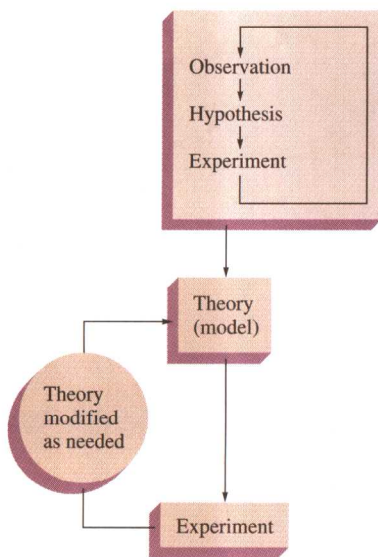 Observation
Hypothesis
Experiment
Theory
(model)
Theory
modified
as needed
Experiment